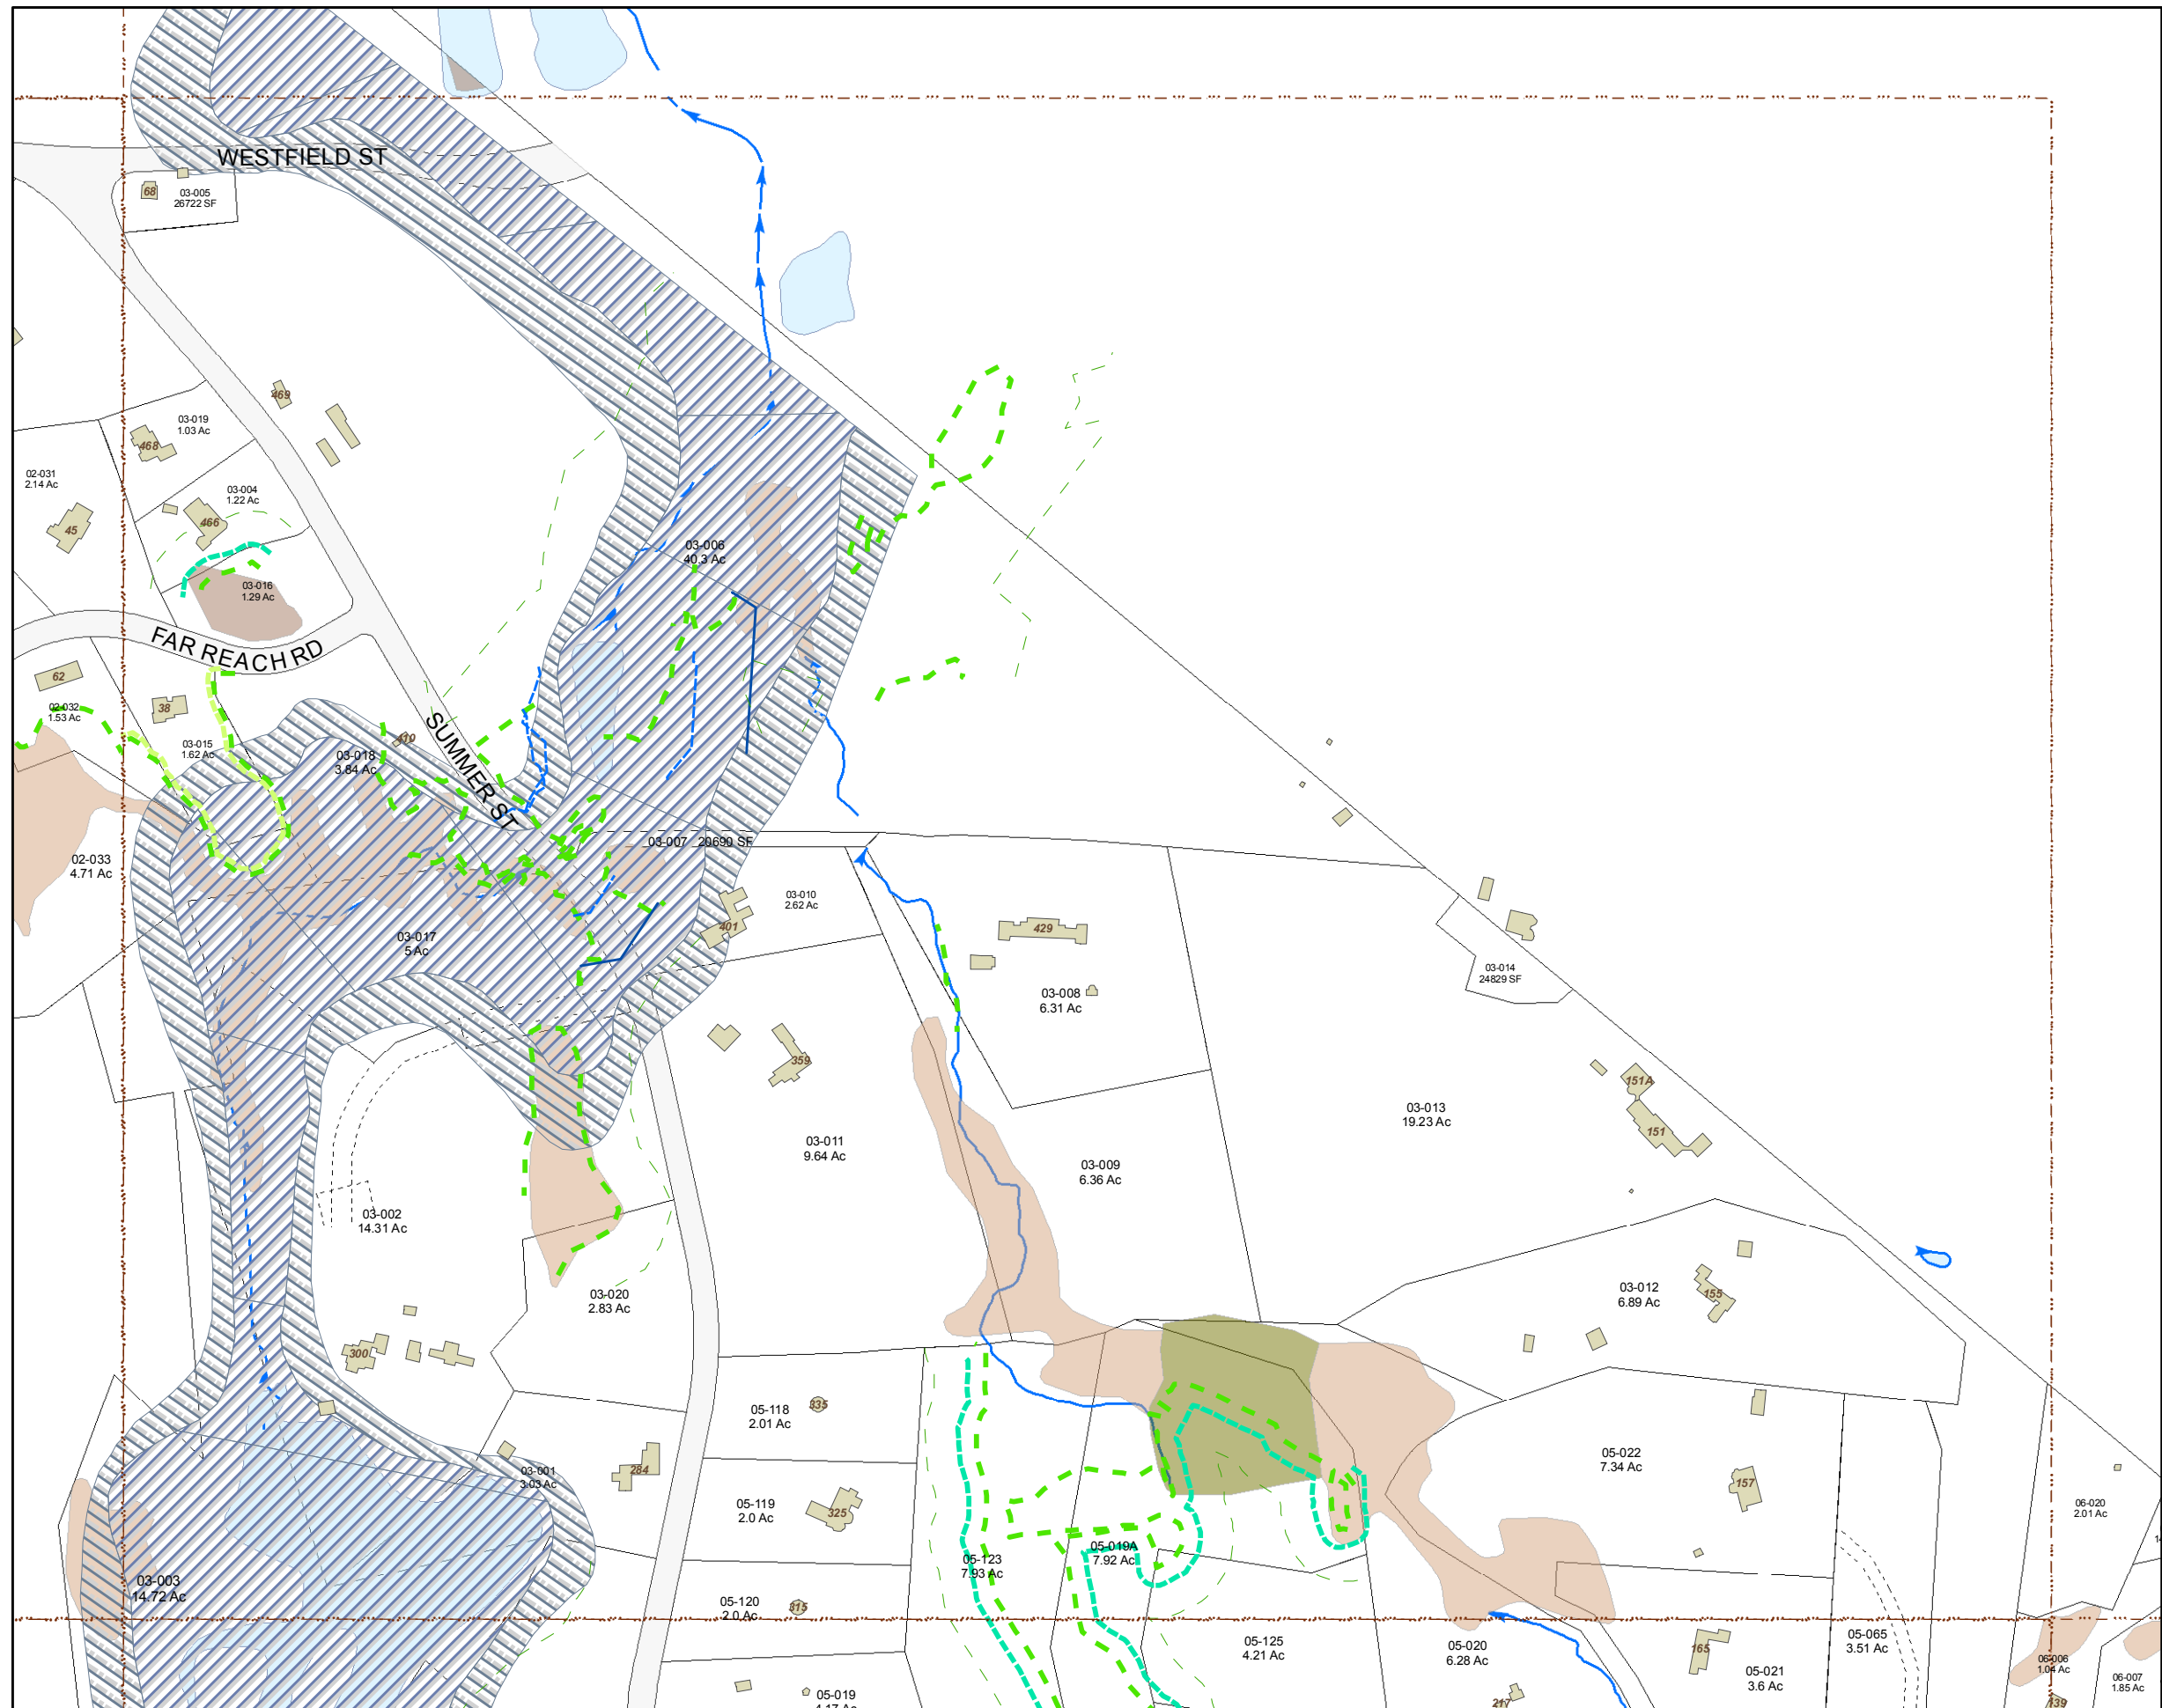 WESTFIELD ST
68
03-005
26722 SF
469
03-019
1.03 Ac
468
02-031
2.14 Ac
03-004
1.22 Ac
45
466
03-006
40.3 Ac
03-016
1.29 Ac
FAR REACH RD
62
02-032
1.53 Ac
38
SUMMER ST
410
03-015
1.62 Ac
03-018
3.84 Ac
03-007 20690 SF
02-033
4.71 Ac
03-010
2.62 Ac
401
429
03-017
5 Ac
03-014
24829 SF
03-008
6.31 Ac
359
151A
03-013
19.23 Ac
151
03-011
9.64 Ac
03-009
6.36 Ac
03-002
14.31 Ac
03-020
2.83 Ac
03-012
6.89 Ac
155
300
335
05-118
2.01 Ac
05-022
7.34 Ac
03-001
3.03 Ac
284
157
05-119
2.0 Ac
325
06-020
2.01 Ac
05-123
7.93 Ac
05-019A
7.92 Ac
03-003
14.72 Ac
05-120
2.0 Ac
315
05-125
4.21 Ac
05-020
6.28 Ac
165
05-065
3.51 Ac
05-021
3.6 Ac
06-006
1.04 Ac
06-007
1.85 Ac
05-019
4.17 Ac
217
139